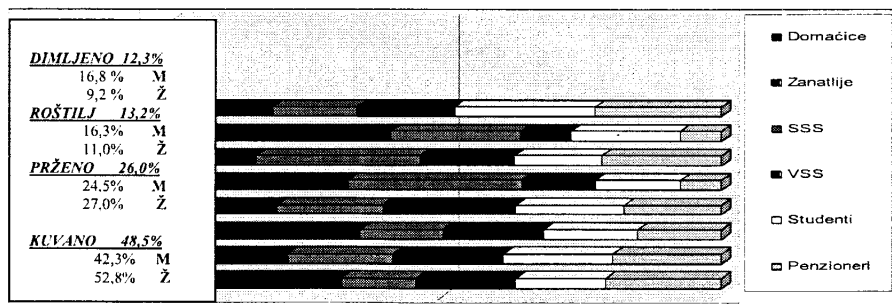 DIMLJENO 12,3%
16,8 % M
9,2 % Ž
ROŠTILJ 13,2%
16,3% M
11,0% Ž
PRŽENO 26,0%
24,5% M
27,0% Ž
KUVANO 48,5%
42,3% M
52,8% Ž
Domaćice
Zanatlije
SSS
VSS
Studenti
Penzioneri